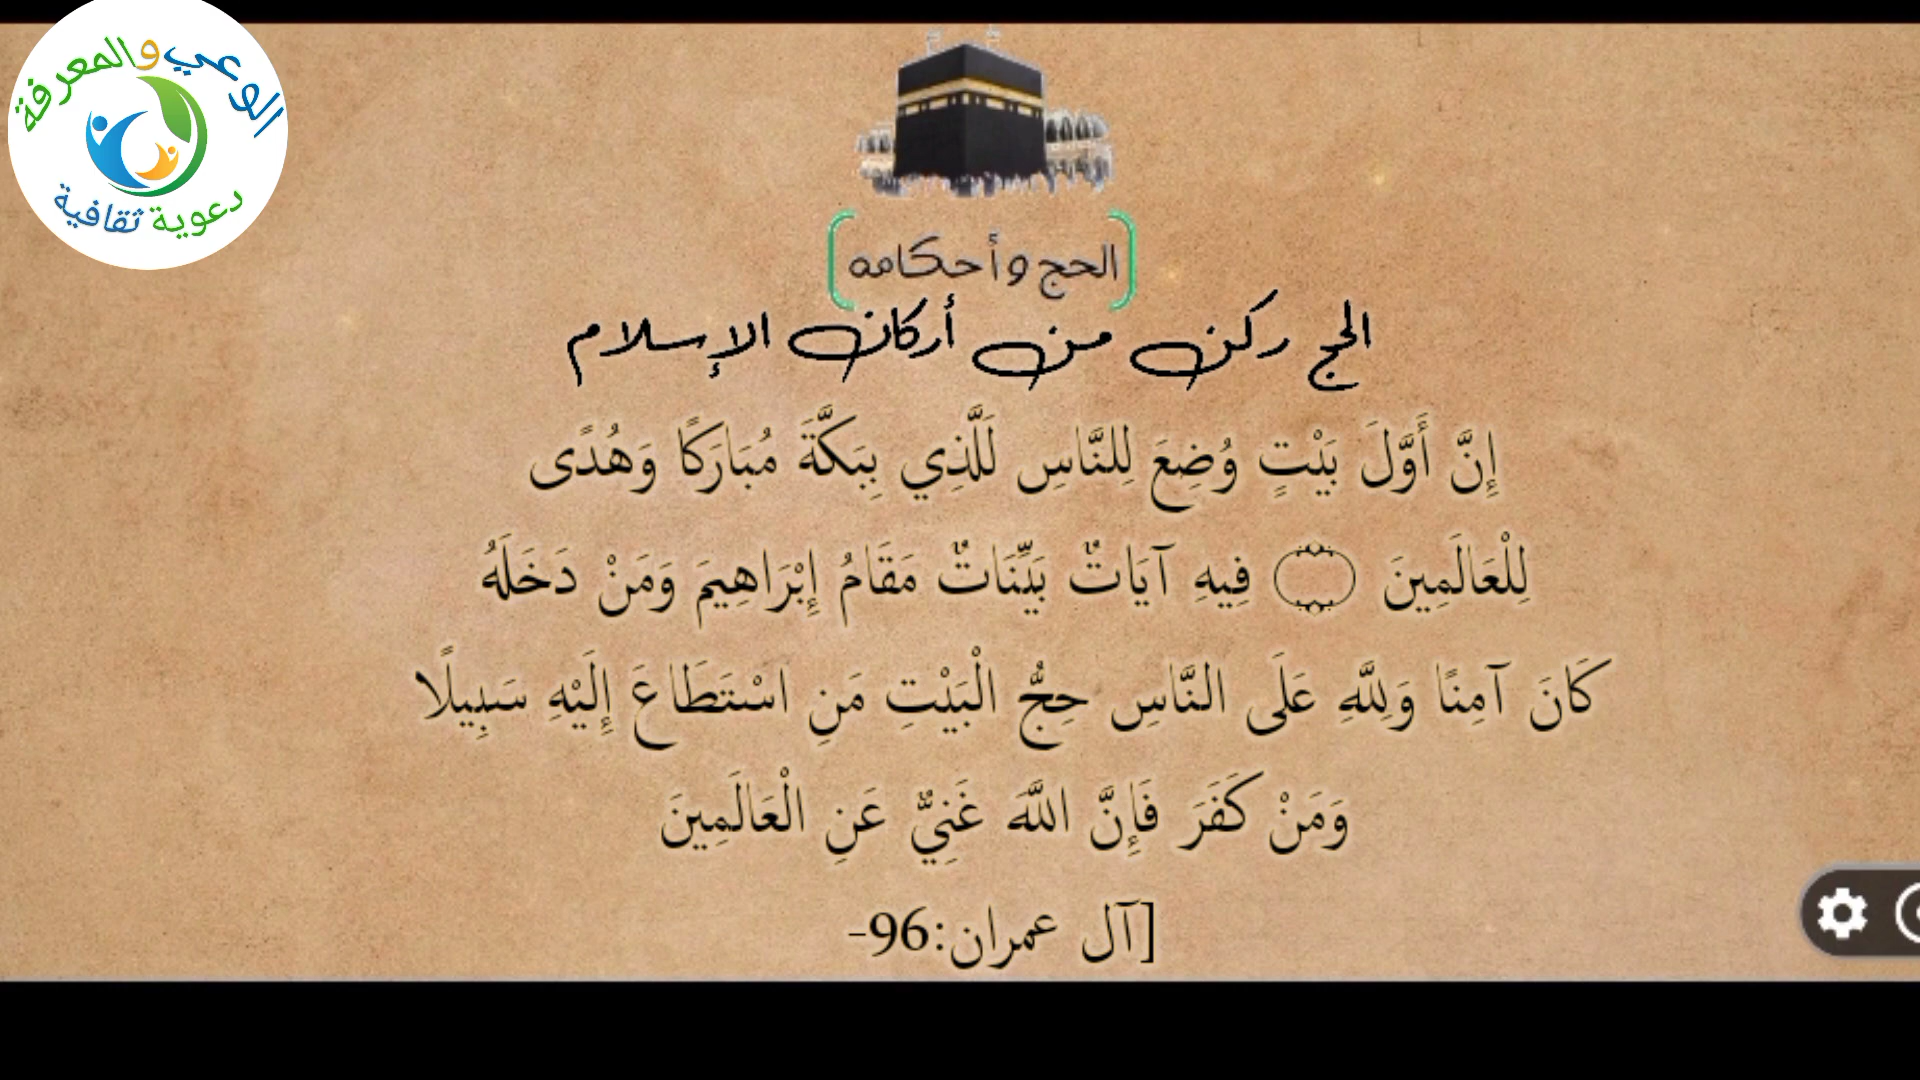 الوعي والمعرفة
دعوية ثقافية
[الحج وأحكامه]
الحج ركن من أركان الإسلام
إِنَّ أَوَّلَ بَيْتٍ وُضِعَ لِلنَّاسِ لَلَّذِي بِبَكَّةَ مُبَارَكًا وَهُدًى
لِلْعَالَمِينَ ۝ فِيهِ آيَاتٌ بَيِّنَاتٌ مَقَامُ إِبْرَاهِيمَ وَمَنْ دَخَلَهُ
كَانَ آمِنًا وَلِلَّهِ عَلَى النَّاسِ حِجُّ الْبَيْتِ مَنِ اسْتَطَاعَ إِلَيْهِ سَبِيلًا
وَمَنْ كَفَرَ فَإِنَّ اللَّهَ غَنِيٌّ عَنِ الْعَالَمِينَ
[آل عمران:96-